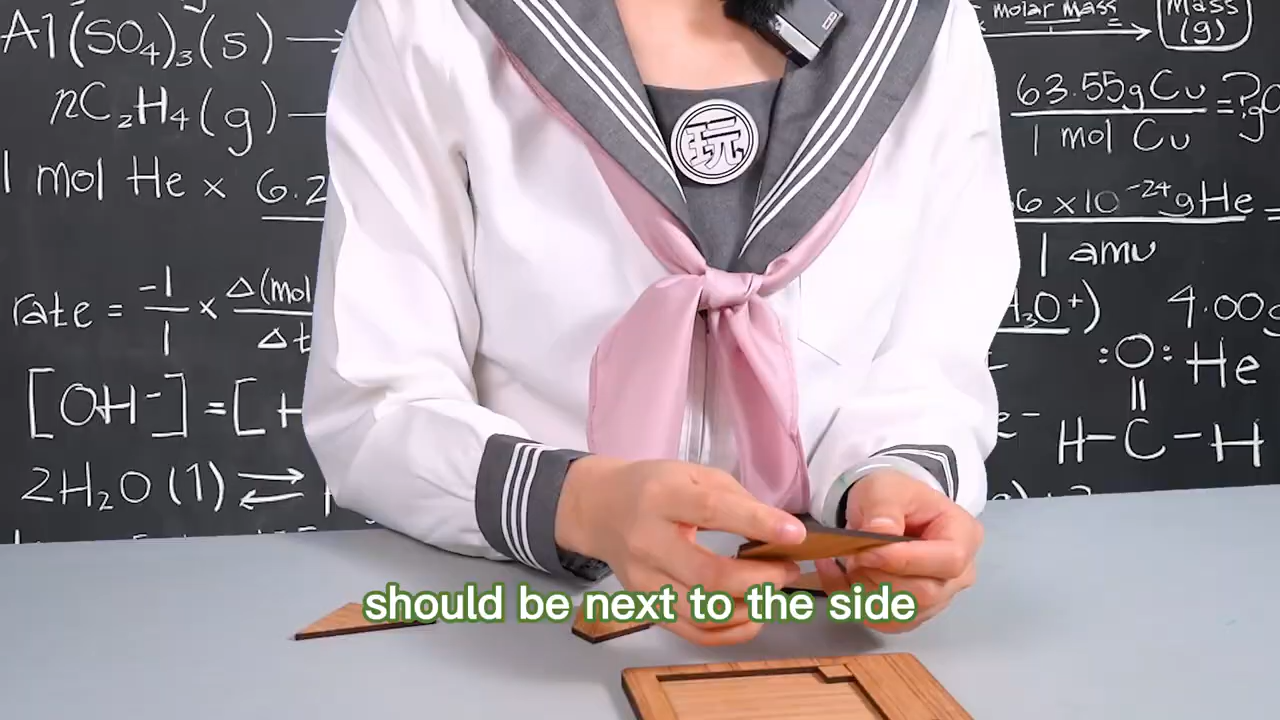 Al(SO₄)₃(s) →
nC₂H₄(g) —
1 mol He × 6.2
rate = -1/1 × Δ(mol / Δt
[OH⁻] = [H
2H₂O(1) ⇌
玩
molar Mass → Mass (g)
63.55g Cu / 1 mol Cu = ?g
6 × 10⁻²⁴ g He / 1 amu
H₃O⁺)
4.00g
:O: He
H-C-H
should be next to the side